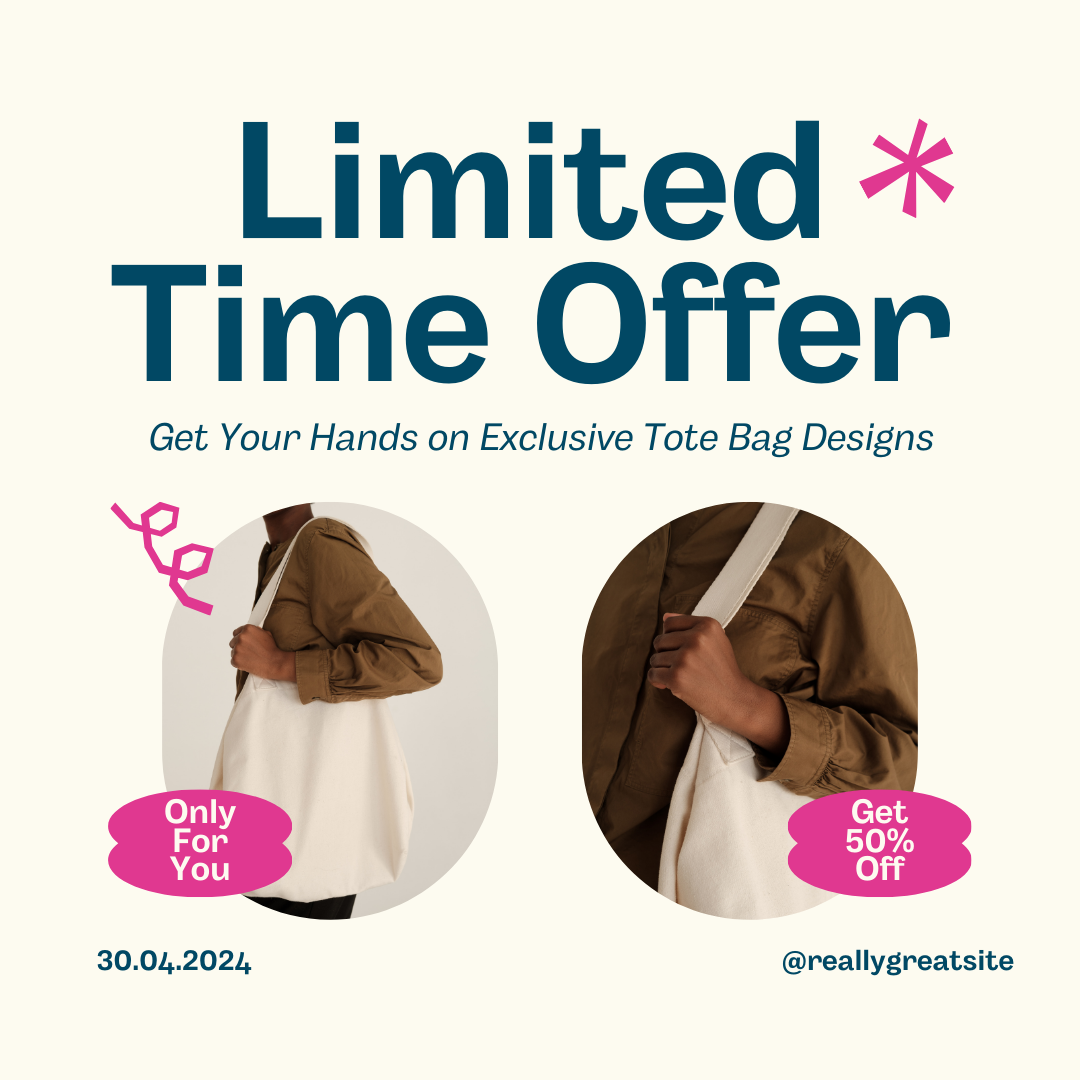 Limited
Time Offer
Get Your Hands on Exclusive Tote Bag Designs
Only
For
You
Get
50%
Off
30.04.2024
@reallygreatsite